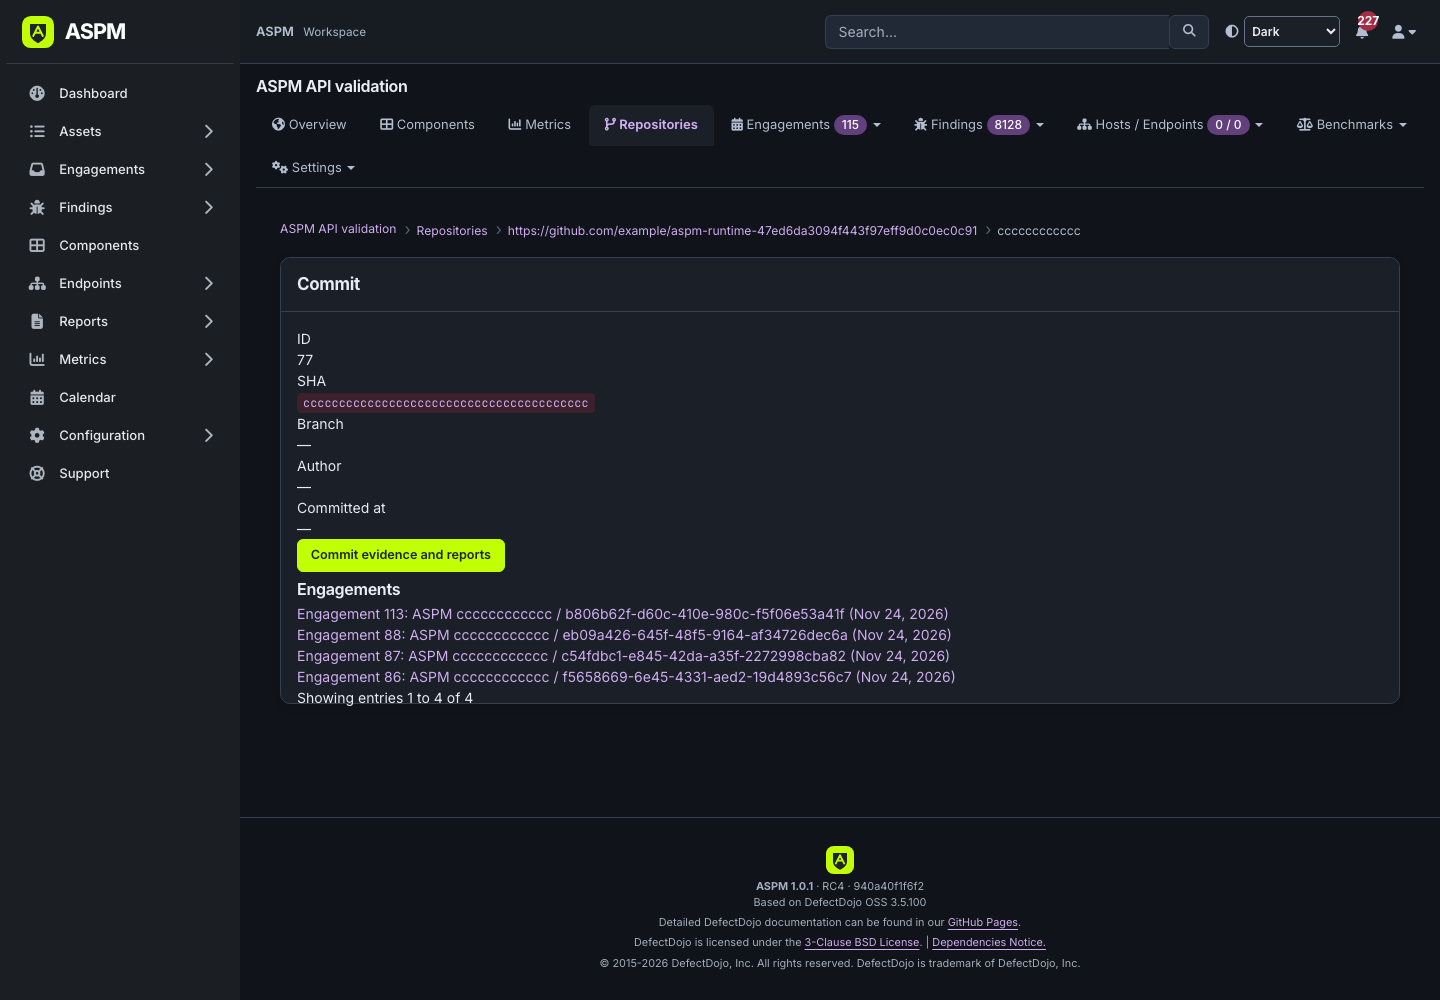 ASPM
ASPM Workspace
Search...
Dark
227
Dashboard
Assets
Engagements
Findings
Components
Endpoints
Reports
Metrics
Calendar
Configuration
Support
ASPM API validation
Overview
Components
Metrics
Repositories
Engagements 115
Findings 8128
Hosts / Endpoints 0 / 0
Benchmarks
Settings
ASPM API validation > Repositories > https://github.com/example/aspm-runtime-47ed6da3094f443f97eff9d0c0ec0c91 > cccccccccccc
Commit
ID
77
SHA
cccccccccccccccccccccccccccccccccccccccc
Branch
—
Author
—
Committed at
—
Commit evidence and reports
Engagements
Engagement 113: ASPM cccccccccccc / b806b62f-d60c-410e-980c-f5f06e53a41f (Nov 24, 2026)
Engagement 88: ASPM cccccccccccc / eb09a426-645f-48f5-9164-af34726dec6a (Nov 24, 2026)
Engagement 87: ASPM cccccccccccc / c54fdbc1-e845-42da-a35f-2272998cba82 (Nov 24, 2026)
Engagement 86: ASPM cccccccccccc / f5658669-6e45-4331-aed2-19d4893c56c7 (Nov 24, 2026)
Showing entries 1 to 4 of 4
ASPM 1.0.1 · RC4 · 940a40f1f6f2
Based on DefectDojo OSS 3.5.100
Detailed DefectDojo documentation can be found in our GitHub Pages.
DefectDojo is licensed under the 3-Clause BSD License. | Dependencies Notice.
© 2015-2026 DefectDojo, Inc. All rights reserved. DefectDojo is trademark of DefectDojo, Inc.